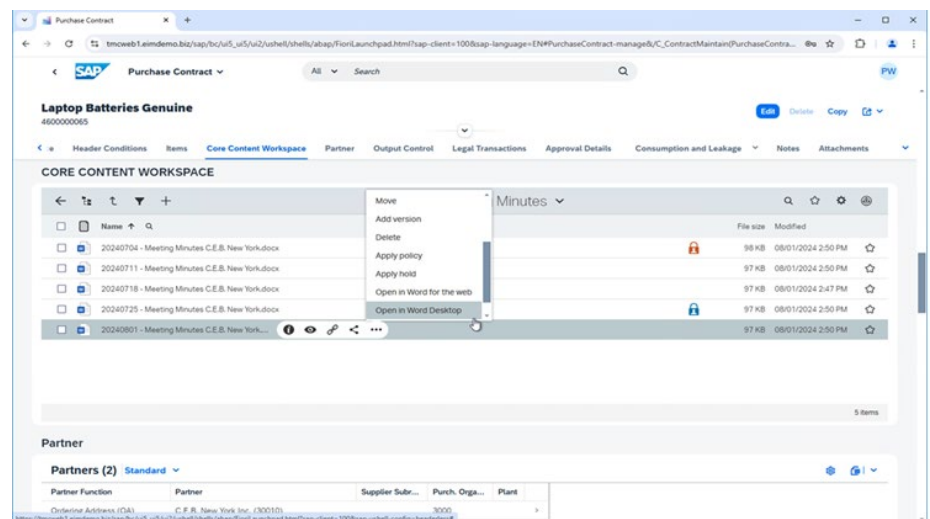 Purchase Contract
tmcweb1.eimdemo.biz/sap/bc/ui5_ui5/ui2/ushell/shells/abap/FioriLaunchpad.html?sap-client=100&sap-language=EN#PurchaseContract-manage&/C_ContractMaintain(PurchaseContra...
SAP Purchase Contract All Search PW
Laptop Batteries Genuine
4600000065
Edit Delete Copy
Header Conditions Items Core Content Workspace Partner Output Control Legal Transactions Approval Details Consumption and Leakage Notes Attachments
CORE CONTENT WORKSPACE
Minutes
Name File size Modified
20240704 - Meeting Minutes C.E.B. New York.docx 98 KB 08/01/2024 2:50 PM
20240711 - Meeting Minutes C.E.B. New York.docx 97 KB 08/01/2024 2:50 PM
20240718 - Meeting Minutes C.E.B. New York.docx 97 KB 08/01/2024 2:47 PM
20240725 - Meeting Minutes C.E.B. New York.docx 97 KB 08/01/2024 2:50 PM
20240801 - Meeting Minutes C.E.B. New York.... 97 KB 08/01/2024 2:50 PM
Move
Add version
Delete
Apply policy
Apply hold
Open in Word for the web
Open in Word Desktop
5 items
Partner
Partners (2) Standard
Partner Function Partner Supplier Subr... Purch. Orga... Plant
Ordering Address (OA) C.E.B. New York Inc. (30010) 3000